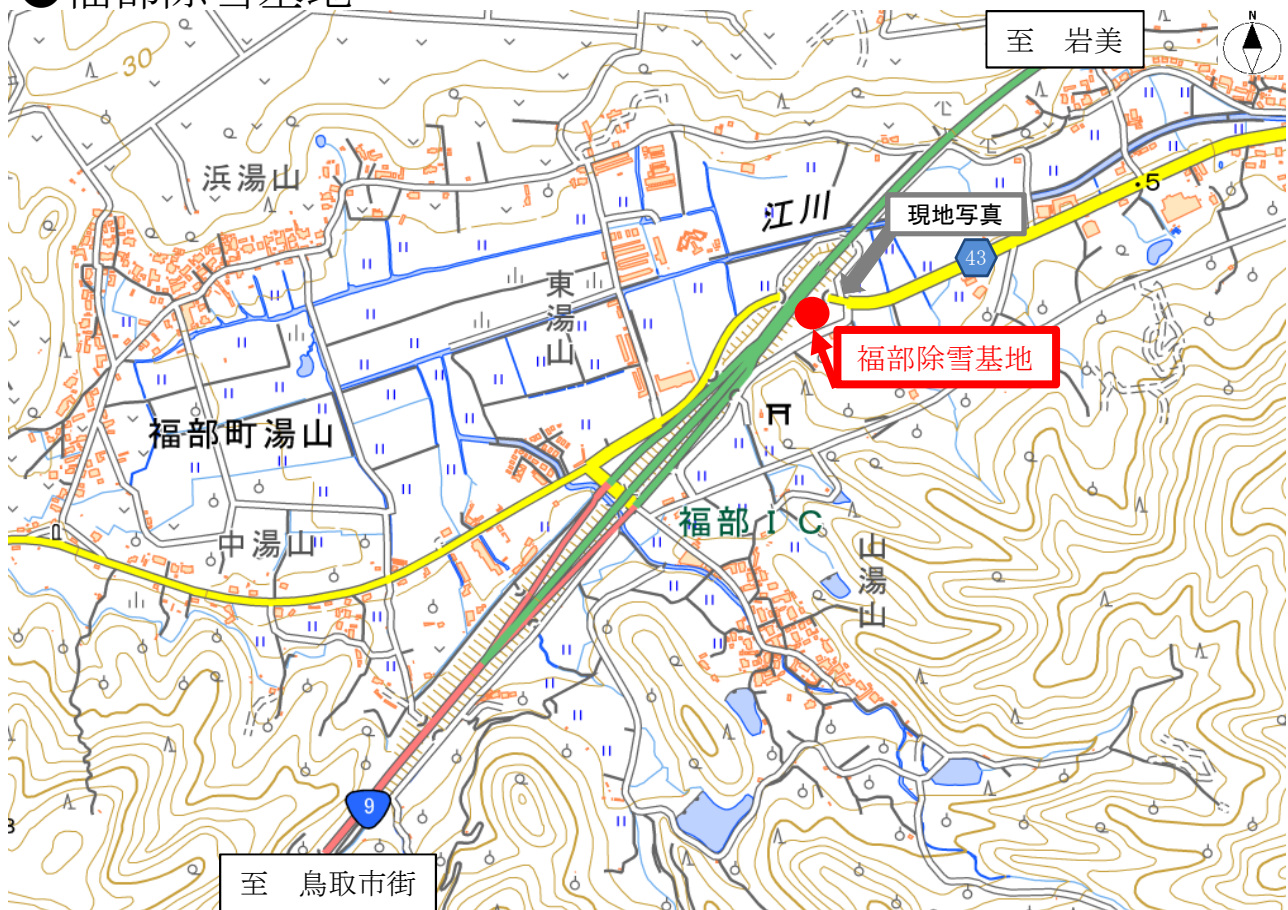 ●福部除雪基地
至　岩美
N
30
浜湯山
江川
現地写真
5
43
東湯山
福部除雪基地
福部町湯山
福部ＩＣ
中湯山
山湯山
9
至　鳥取市街